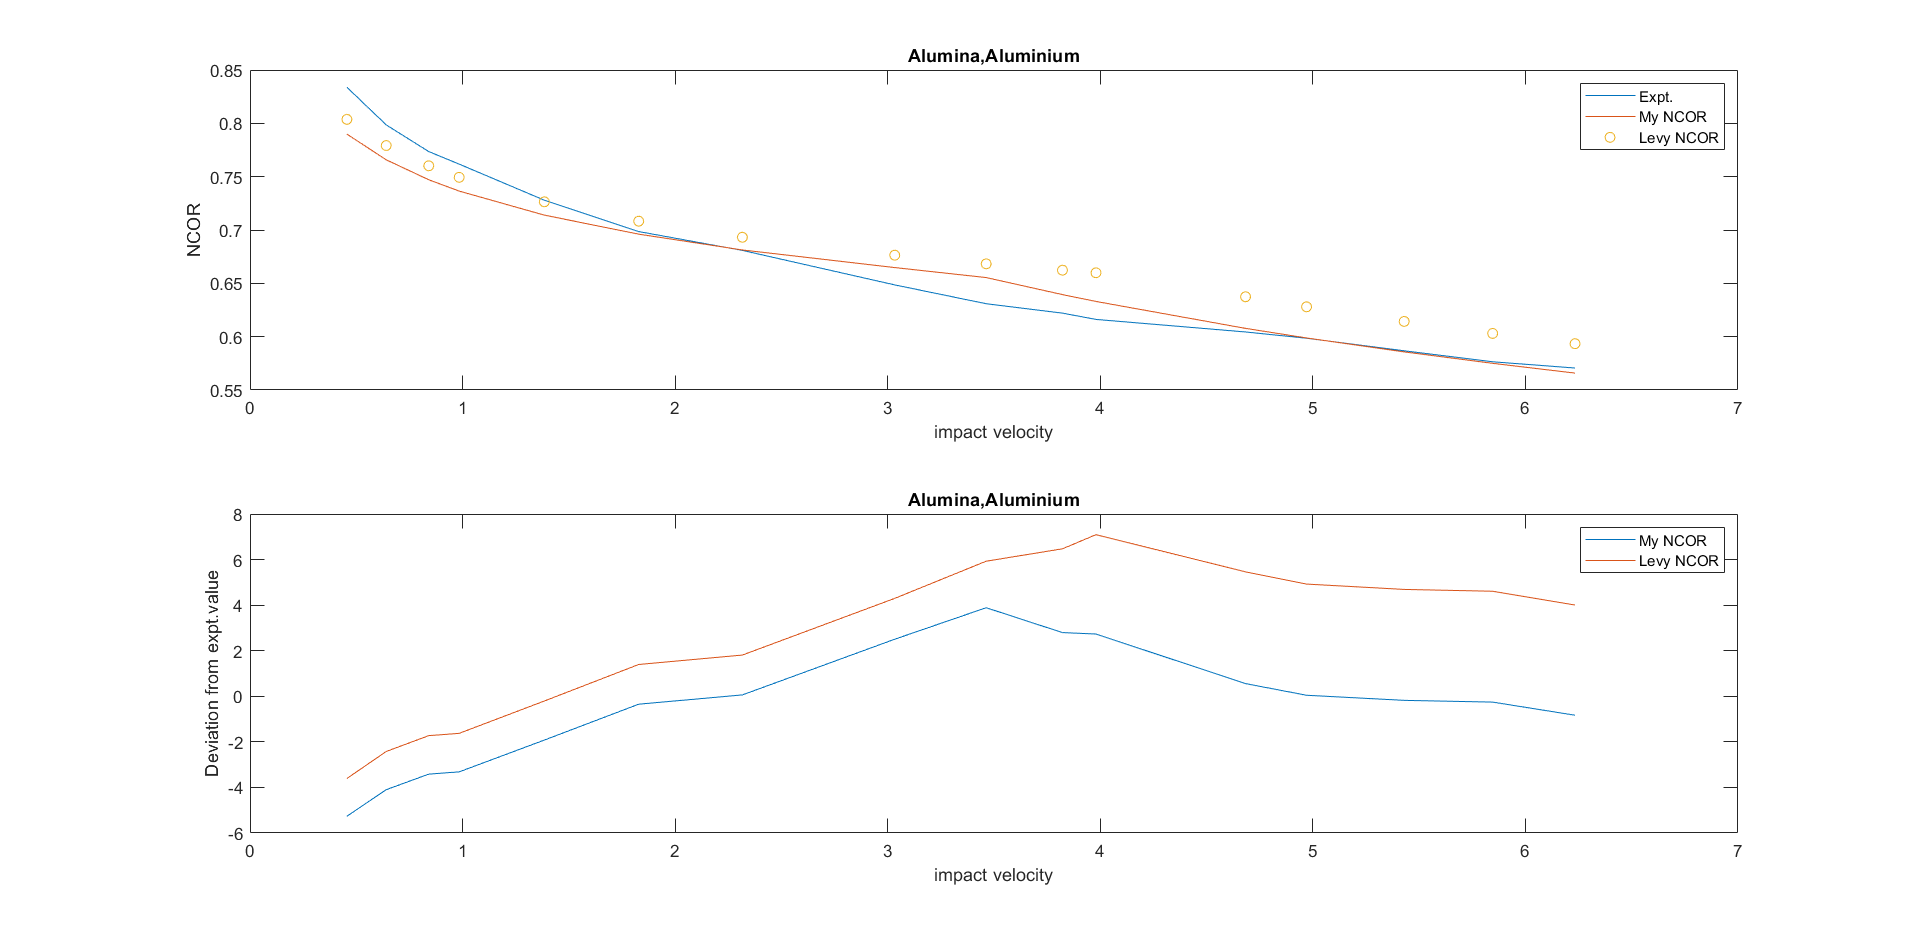 Alumina,Aluminium
0.85
0.8
0.75
0.7
0.65
0.6
0.55
NCOR
Expt.
My NCOR
Levy NCOR
0 1 2 3 4 5 6 7
impact velocity
Alumina,Aluminium
8
6
4
2
0
-2
-4
-6
Deviation from expt.value
My NCOR
Levy NCOR
0 1 2 3 4 5 6 7
impact velocity